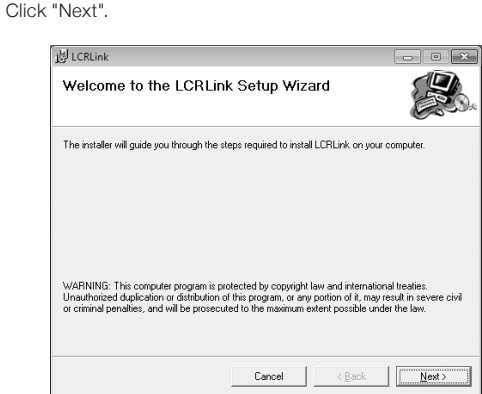 Click "Next".
LCRLink
Welcome to the LCRLink Setup Wizard
The installer will guide you through the steps required to install LCRLink on your computer.
WARNING: This computer program is protected by copyright law and international treaties.
Unauthorized duplication or distribution of this program, or any portion of it, may result in severe civil
or criminal penalties, and will be prosecuted to the maximum extent possible under the law.
Cancel
< Back
Next >